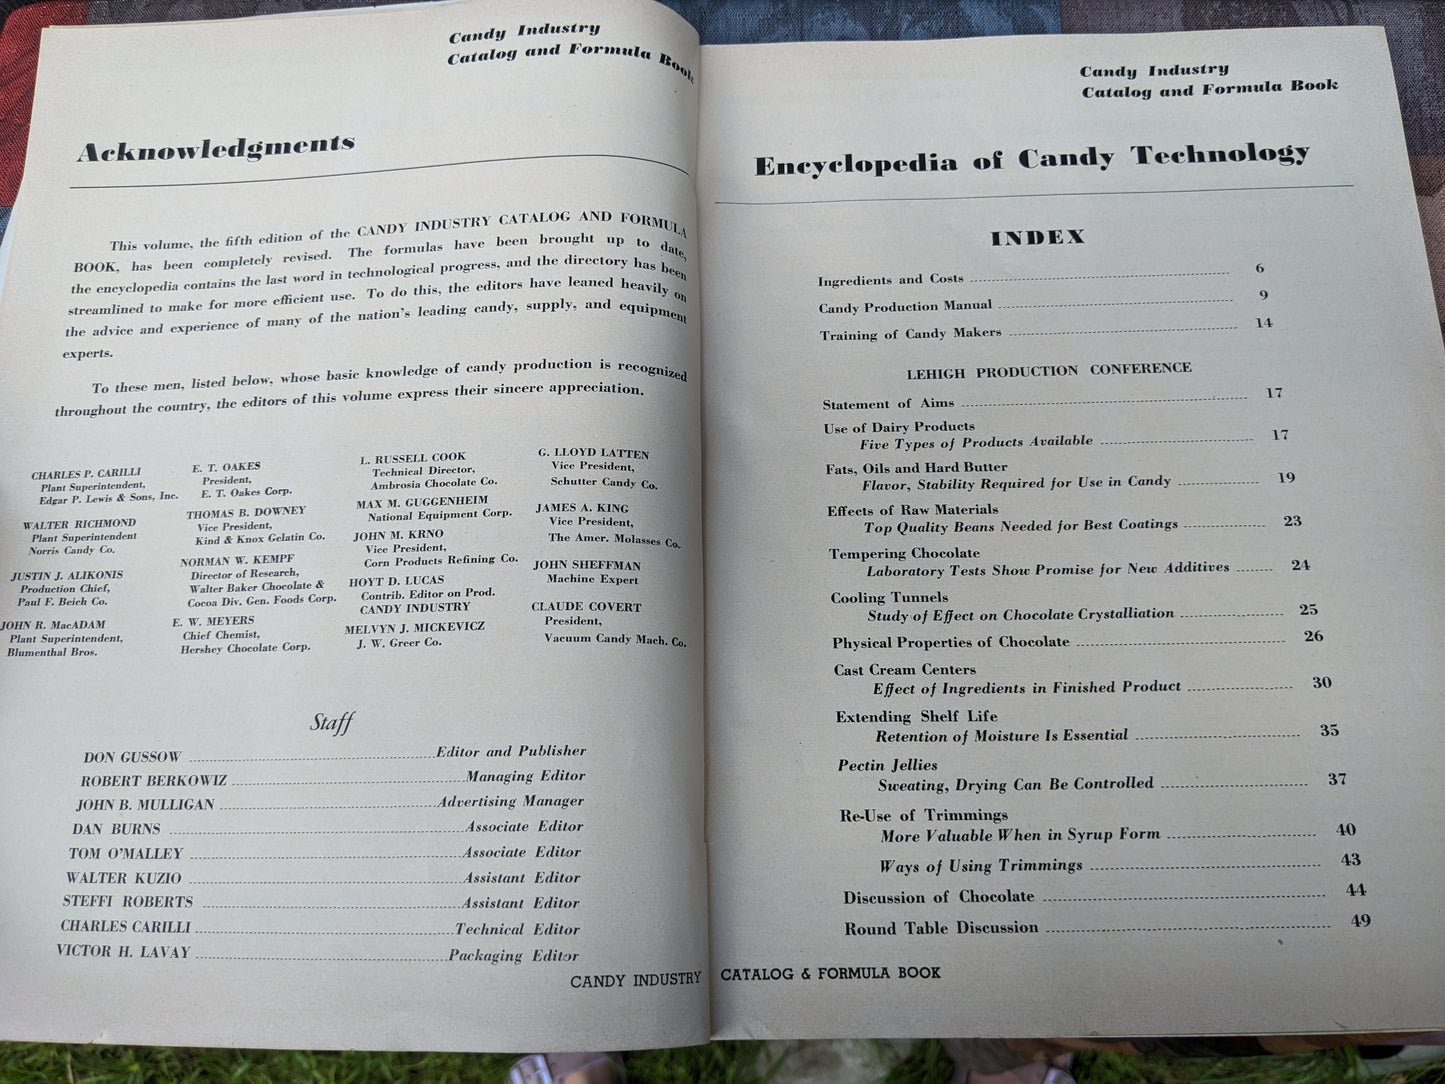 Candy Industry
Catalog and Formula Book
Acknowledgments
This volume, the fifth edition of the CANDY INDUSTRY CATALOG AND FORMULA
BOOK, has been completely revised. The formulas have been brought up to date,
the encyclopedia contains the last word in technological progress, and the directory has been
streamlined to make for more efficient use. To do this, the editors have leaned heavily on
the advice and experience of many of the nation's leading candy, supply, and equipment
experts.
To these men, listed below, whose basic knowledge of candy production is recognized
throughout the country, the editors of this volume express their sincere appreciation.
CHARLES P. CARILLI
Plant Superintendent,
Edgar P. Lewis & Sons, Inc.
WALTER RICHMOND
Plant Superintendent
Norris Candy Co.
JUSTIN J. ALIKONIS
Production Chief,
Paul F. Beich Co.
JOHN R. MacADAM
Plant Superintendent,
Blumenthal Bros.
E. T. OAKES
President,
E. T. Oakes Corp.
THOMAS B. DOWNEY
Vice President,
Kind & Knox Gelatin Co.
NORMAN W. KEMPF
Director of Research,
Walter Baker Chocolate &
Cocoa Div. Gen. Foods Corp.
E. W. MEYERS
Chief Chemist,
Hershey Chocolate Corp.
L. RUSSELL COOK
Technical Director,
Ambrosia Chocolate Co.
MAX M. GUGGENHEIM
National Equipment Corp.
JOHN M. KRNO
Vice President,
Corn Products Refining Co.
HOYT D. LUCAS
Contrib. Editor on Prod.
CANDY INDUSTRY
MELVYN J. MICKEVICZ
J. W. Greer Co.
G. LLOYD LATTEN
Vice President,
Schutter Candy Co.
JAMES A. KING
Vice President,
The Amer. Molasses Co.
JOHN SHEFFMAN
Machine Expert
CLAUDE COVERT
President,
Vacuum Candy Mach. Co.
Staff
DON GUSSOW Editor and Publisher
ROBERT BERKOWIZ Managing Editor
JOHN B. MULLIGAN Advertising Manager
DAN BURNS Associate Editor
TOM O'MALLEY Associate Editor
WALTER KUZIO Assistant Editor
STEFFI ROBERTS Assistant Editor
CHARLES CARILLI Technical Editor
VICTOR H. LAVAY Packaging Editor
CANDY INDUSTRY
Candy Industry
Catalog and Formula Book
Encyclopedia of Candy Technology
INDEX
Ingredients and Costs 6
Candy Production Manual 9
Training of Candy Makers 14
LEHIGH PRODUCTION CONFERENCE
Statement of Aims 17
Use of Dairy Products
Five Types of Products Available 17
Fats, Oils and Hard Butter
Flavor, Stability Required for Use in Candy 19
Effects of Raw Materials
Top Quality Beans Needed for Best Coatings 23
Tempering Chocolate
Laboratory Tests Show Promise for New Additives 24
Cooling Tunnels
Study of Effect on Chocolate Crystalliation 25
Physical Properties of Chocolate 26
Cast Cream Centers
Effect of Ingredients in Finished Product 30
Extending Shelf Life
Retention of Moisture Is Essential 35
Pectin Jellies
Sweating, Drying Can Be Controlled 37
Re-Use of Trimmings
More Valuable When in Syrup Form 40
Ways of Using Trimmings 43
Discussion of Chocolate 44
Round Table Discussion 49
CATALOG & FORMULA BOOK